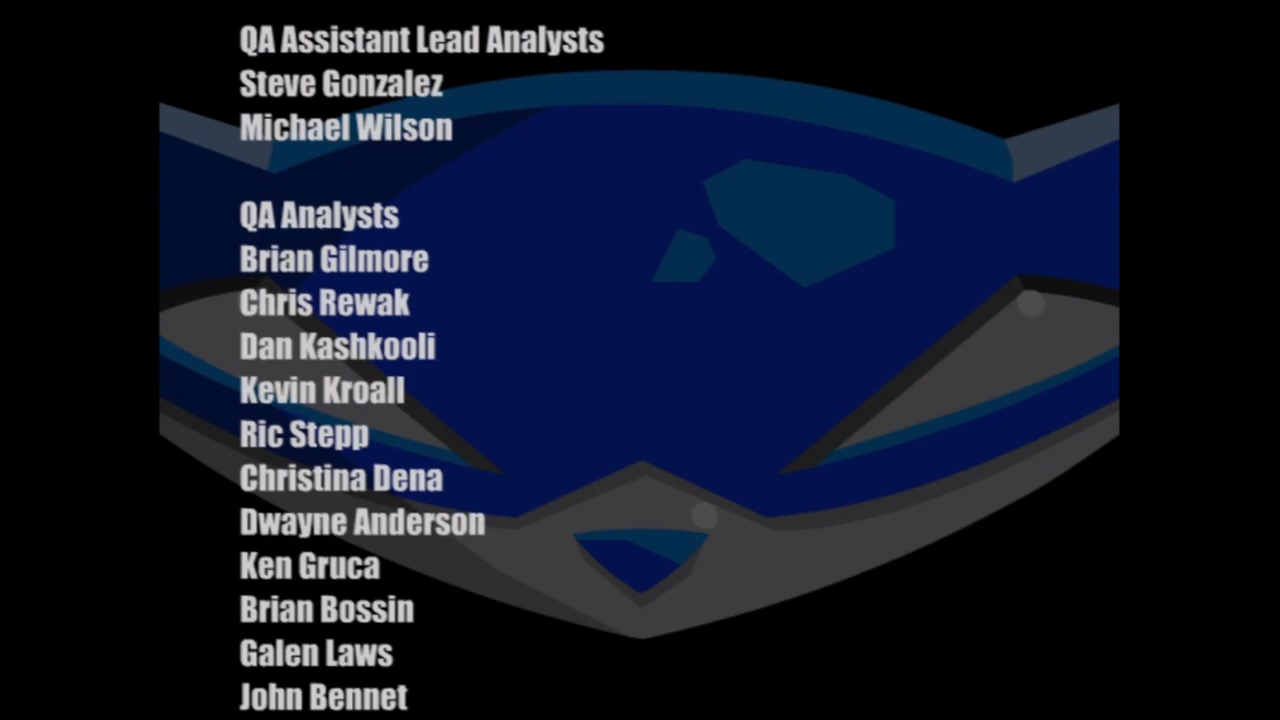 QA Assistant Lead Analysts
Steve Gonzalez
Michael Wilson
QA Analysts
Brian Gilmore
Chris Rewak
Dan Kashkooli
Kevin Kroall
Ric Stepp
Christina Dena
Dwayne Anderson
Ken Gruca
Brian Bossin
Galen Laws
John Bennet